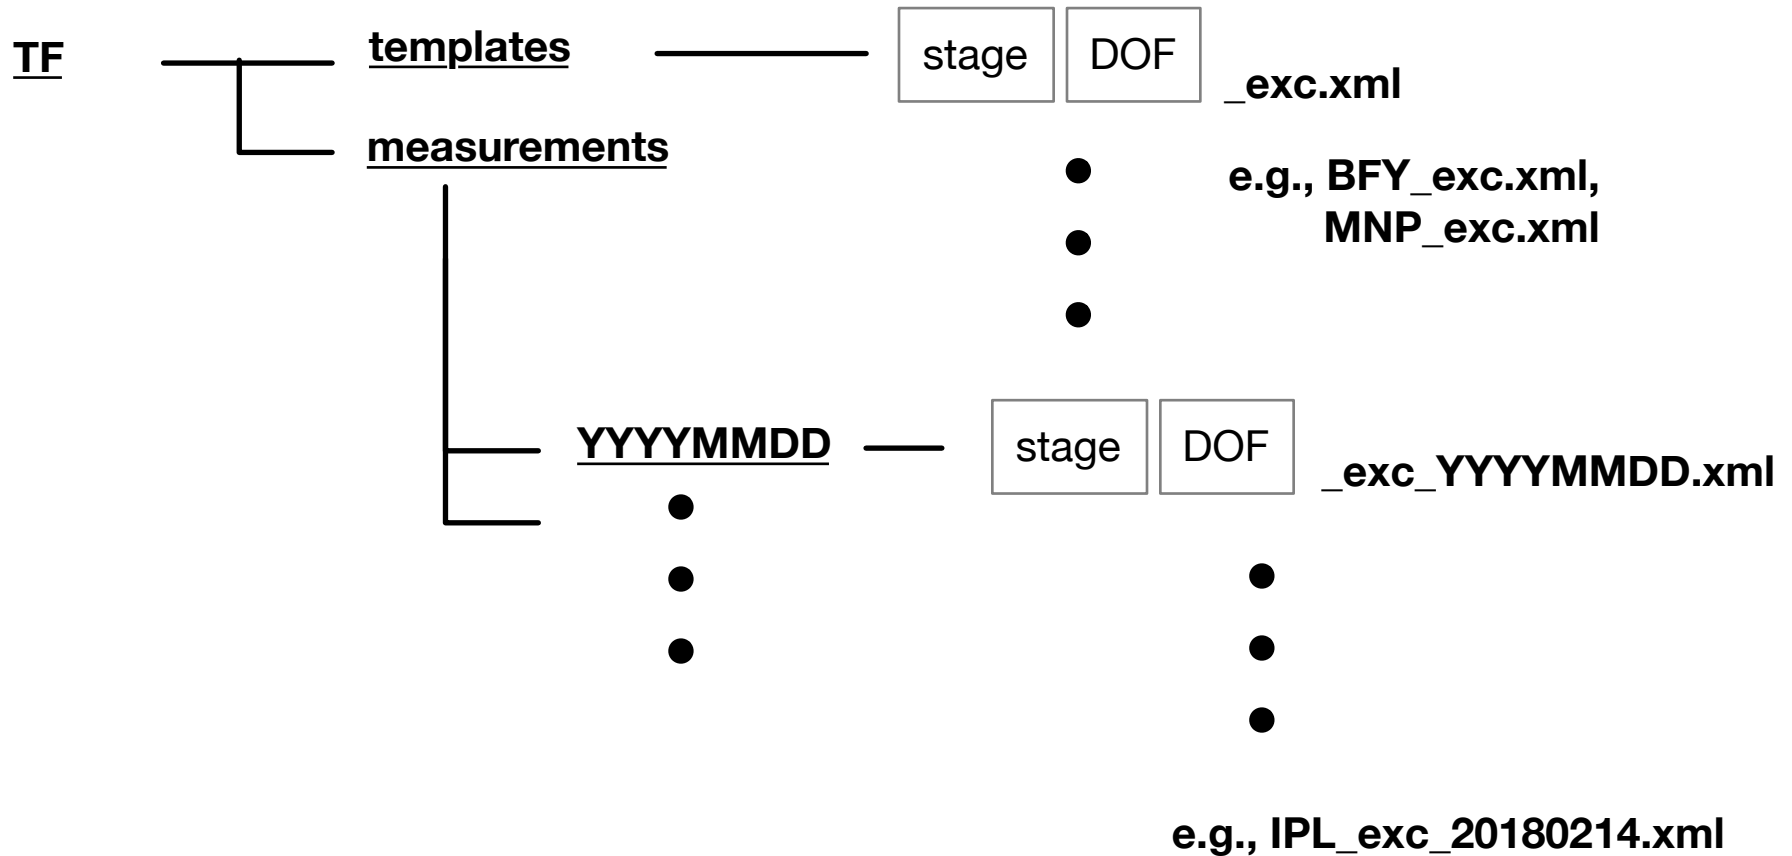 TF
templates
stage DOF _exc.xml
measurements
e.g., BFY_exc.xml,
MNP_exc.xml
YYYYMMDD
stage DOF _exc_YYYYMMDD.xml
e.g., IPL_exc_20180214.xml